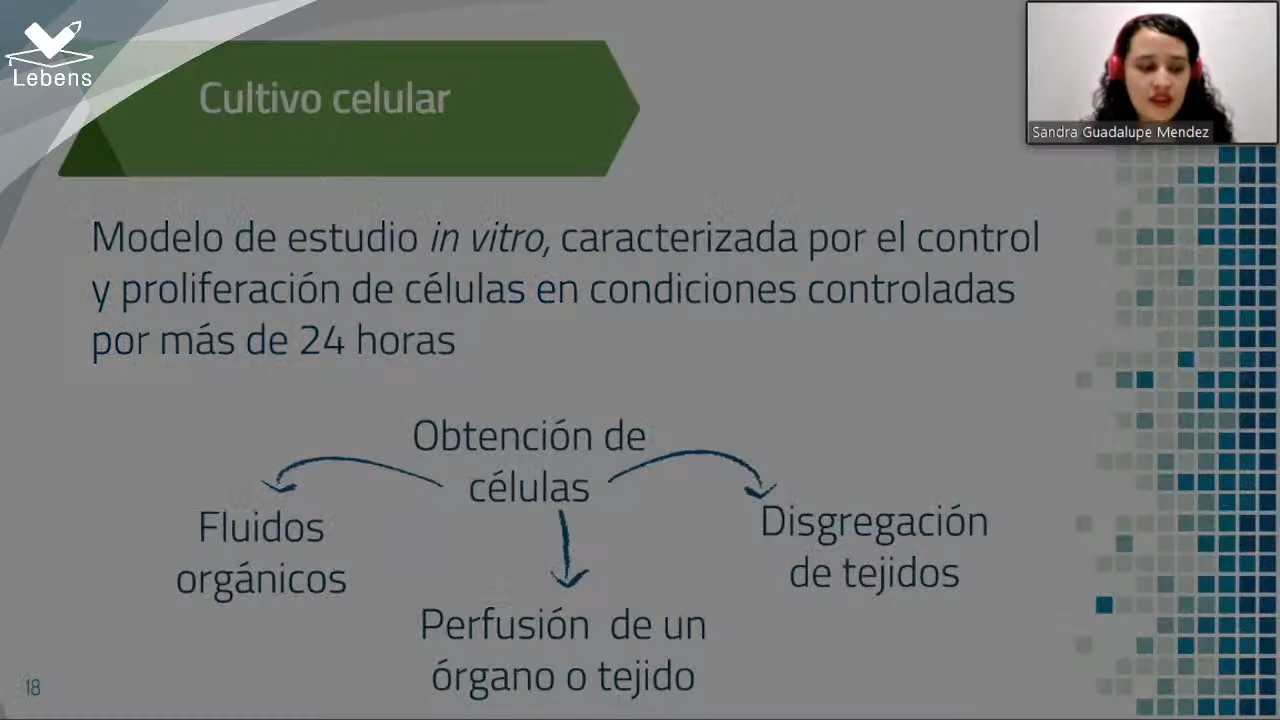 Lebens
Cultivo celular
Sandra Guadalupe Mendez
Modelo de estudio in vitro, caracterizada por el control
y proliferación de células en condiciones controladas
por más de 24 horas
Obtención de
células
Fluidos
orgánicos
Disgregación
de tejidos
Perfusión de un
órgano o tejido
18